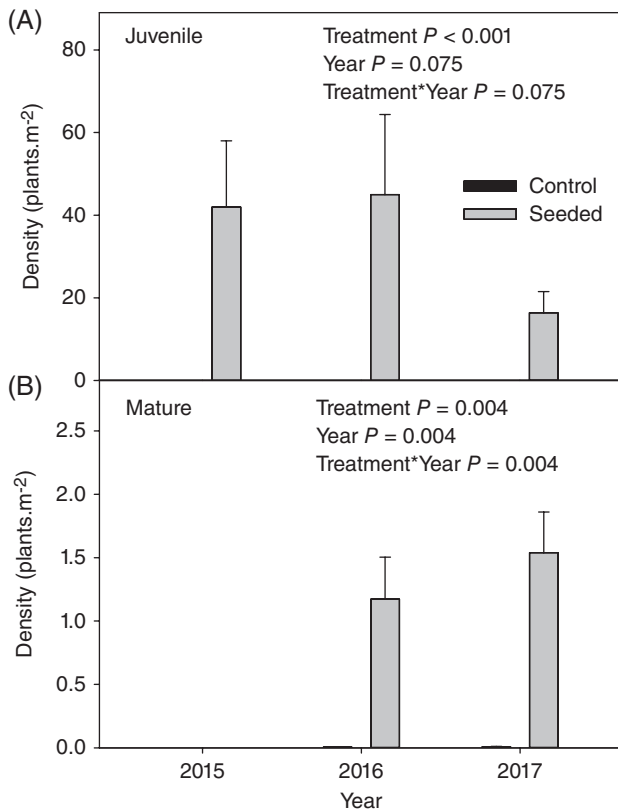 (A)
Juvenile
Treatment P < 0.001
Year P = 0.075
Treatment*Year P = 0.075
Control
Seeded
Density (plants.m-2)
80
60
40
20
0
(B)
Mature
Treatment P = 0.004
Year P = 0.004
Treatment*Year P = 0.004
Density (plants.m-2)
2.5
2.0
1.5
1.0
0.5
0.0
2015 2016 2017
Year